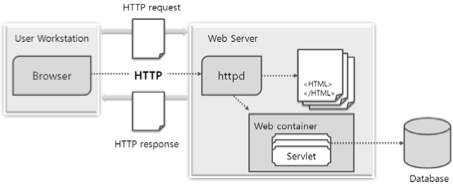 HTTP request
User Workstation
Web Server
Browser
HTTP
httpd
<HTML>
</HTML>
Web container
Servlet
HTTP response
Database